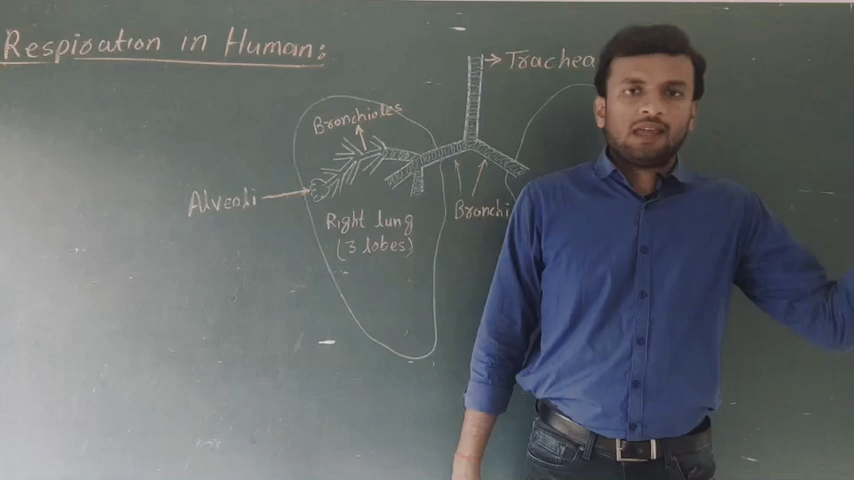 Respiration in Human:
Trachea
Bronchioles
Alveoli
Bronchi
Right lung
(3 lobes)